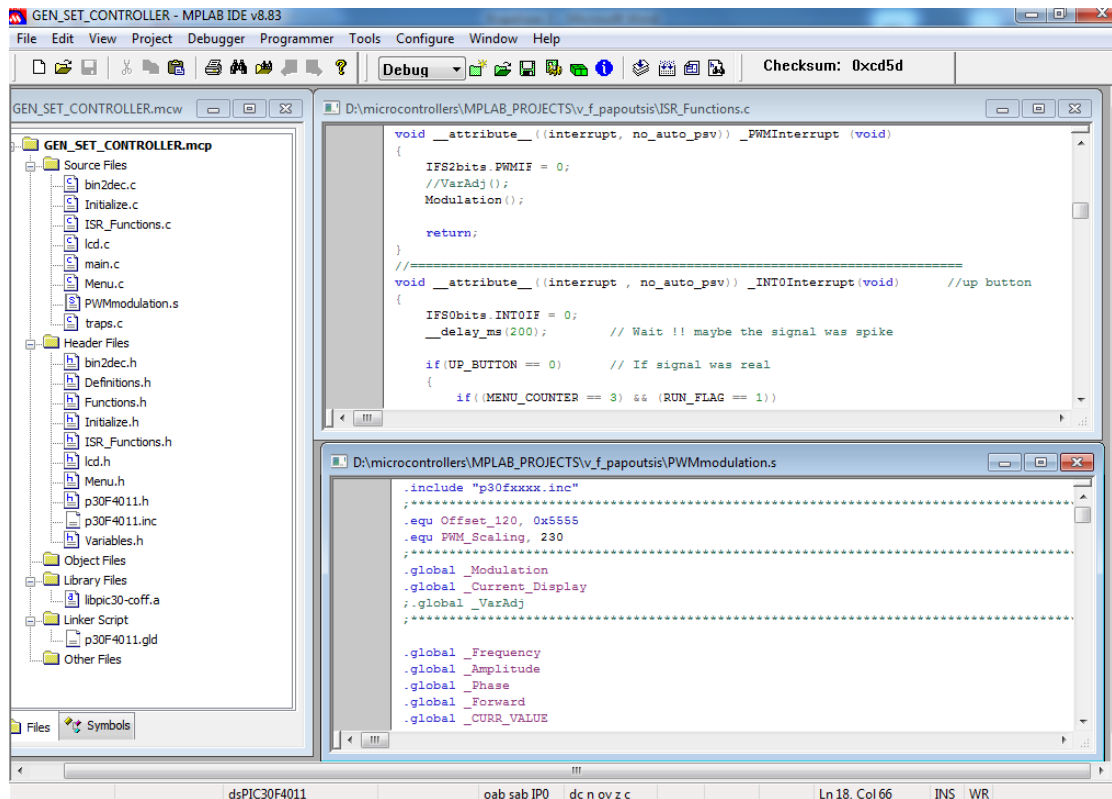 GEN_SET_CONTROLLER - MPLAB IDE v8.83
File Edit View Project Debugger Programmer Tools Configure Window Help
Debug Checksum: 0xcd5d
GEN_SET_CONTROLLER.mcw
GEN_SET_CONTROLLER.mcp
Source Files
bin2dec.c
Initialize.c
ISR_Functions.c
lcd.c
main.c
Menu.c
PWMmodulation.s
traps.c
Header Files
bin2dec.h
Definitions.h
Functions.h
Initialize.h
ISR_Functions.h
lcd.h
Menu.h
p30F4011.h
p30F4011.inc
Variables.h
Object Files
Library Files
libpic30-coff.a
Linker Script
p30F4011.gld
Other Files
Files Symbols
D:\microcontrollers\MPLAB_PROJECTS\v_f_papoutsis\ISR_Functions.c
void __attribute__((interrupt, no_auto_psv)) _PWMInterrupt (void)
{
IFS2bits.PWMIF = 0;
//VarAdj();
Modulation();
return;
}
//=====================================================================
void __attribute__((interrupt , no_auto_psv)) _INT0Interrupt(void) //up button
{
IFS0bits.INT0IF = 0;
__delay_ms(200); // Wait !! maybe the signal was spike
if(UP_BUTTON == 0) // If signal was real
{
if((MENU_COUNTER == 3) && (RUN_FLAG == 1))
D:\microcontrollers\MPLAB_PROJECTS\v_f_papoutsis\PWMmodulation.s
.include "p30fxxxx.inc"
;***********************************************************************************
.equ Offset_120, 0x5555
.equ PWM_Scaling, 230
;***********************************************************************************
.global _Modulation
.global _Current_Display
;.global _VarAdj
;***********************************************************************************
.global _Frequency
.global _Amplitude
.global _Phase
.global _Forward
.global _CURR_VALUE
dsPIC30F4011 oab sab IP0 dc n ov z c Ln 18, Col 66 INS WR